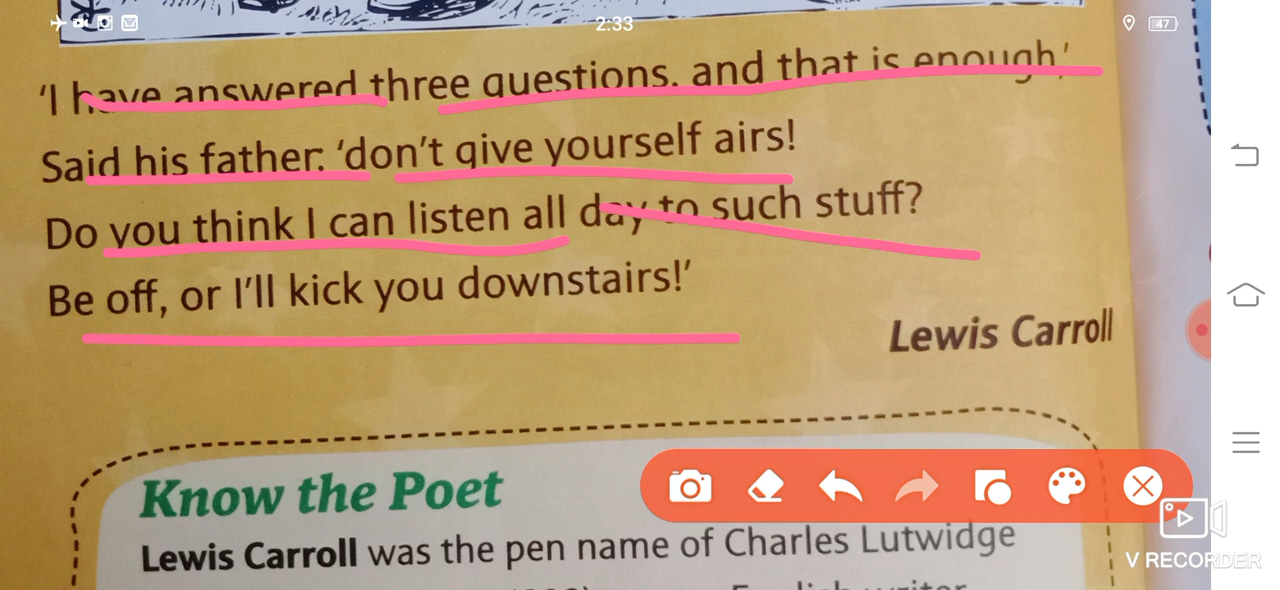 2:33
47
'I have answered three questions, and that is enough,'
Said his father: 'don't give yourself airs!
Do you think I can listen all day to such stuff?
Be off, or I'll kick you downstairs!'
Lewis Carroll
Know the Poet
Lewis Carroll was the pen name of Charles Lutwidge
English writer
V RECORDER